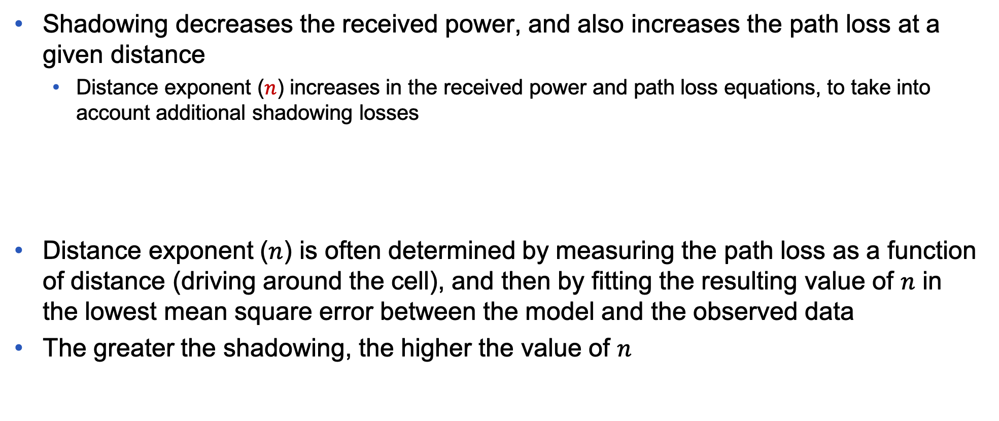 • Shadowing decreases the received power, and also increases the path loss at a
given distance
• Distance exponent (n) increases in the received power and path loss equations, to take into
account additional shadowing losses
• Distance exponent (n) is often determined by measuring the path loss as a function
of distance (driving around the cell), and then by fitting the resulting value of n in
the lowest mean square error between the model and the observed data
• The greater the shadowing, the higher the value of n